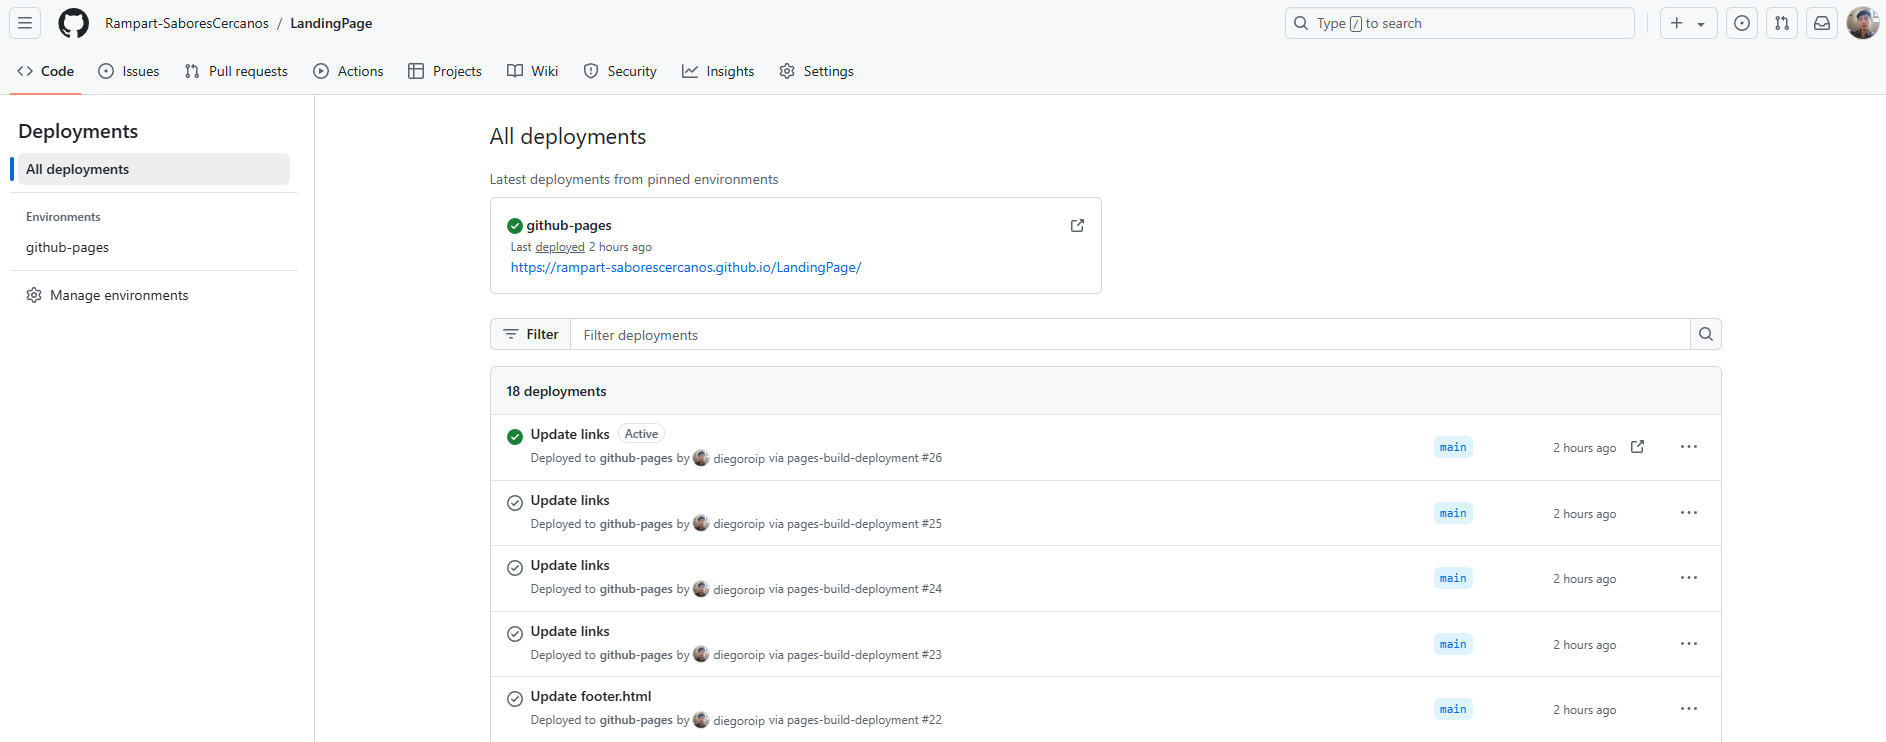 Rampart-SaboresCercanos / LandingPage
Type / to search
Code Issues Pull requests Actions Projects Wiki Security Insights Settings
Deployments
All deployments
Environments
github-pages
Manage environments
All deployments
Latest deployments from pinned environments
github-pages
Last deployed 2 hours ago
https://rampart-saborescercanos.github.io/LandingPage/
Filter Filter deployments
18 deployments
Update links Active
Deployed to github-pages by diegoroip via pages-build-deployment #26
main 2 hours ago
Update links
Deployed to github-pages by diegoroip via pages-build-deployment #25
main 2 hours ago
Update links
Deployed to github-pages by diegoroip via pages-build-deployment #24
main 2 hours ago
Update links
Deployed to github-pages by diegoroip via pages-build-deployment #23
main 2 hours ago
Update footer.html
Deployed to github-pages by diegoroip via pages-build-deployment #22
main 2 hours ago